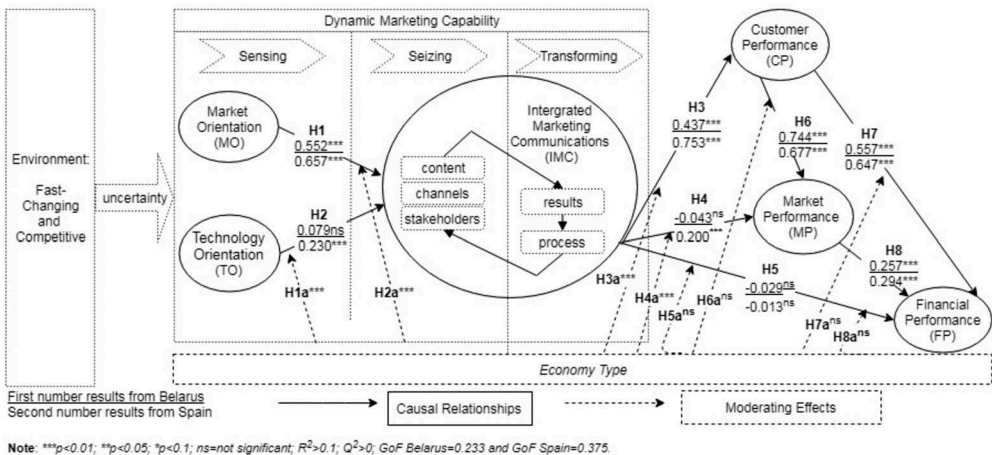 Dynamic Marketing Capability
Sensing
Seizing
Transforming
Environment:
Fast-
Changing
and
Competitive
uncertainty
Market
Orientation
(MO)
H1
0.552***
0.657***
Technology
Orientation
(TO)
H2
0.079ns
0.230***
H1a***
H2a***
Intergrated
Marketing
Communications
(IMC)
content
channels
stakeholders
results
process
Customer
Performance
(CP)
H3
0.437***
0.753***
H6
0.744***
0.677***
H7
0.557***
0.647***
H4
-0.043ns
0.200***
Market
Performance
(MP)
H5
-0.029ns
-0.013ns
H8
0.257***
0.294***
Financial
Performance
(FP)
H3a***
H4a***
H5ans
H6ans
H7ans
H8ans
Economy Type
First number results from Belarus
Second number results from Spain
Causal Relationships
Moderating Effects
Note: ***p<0.01; **p<0.05; *p<0.1; ns=not significant; R2>0.1; Q2>0; GoF Belarus=0.233 and GoF Spain=0.375.